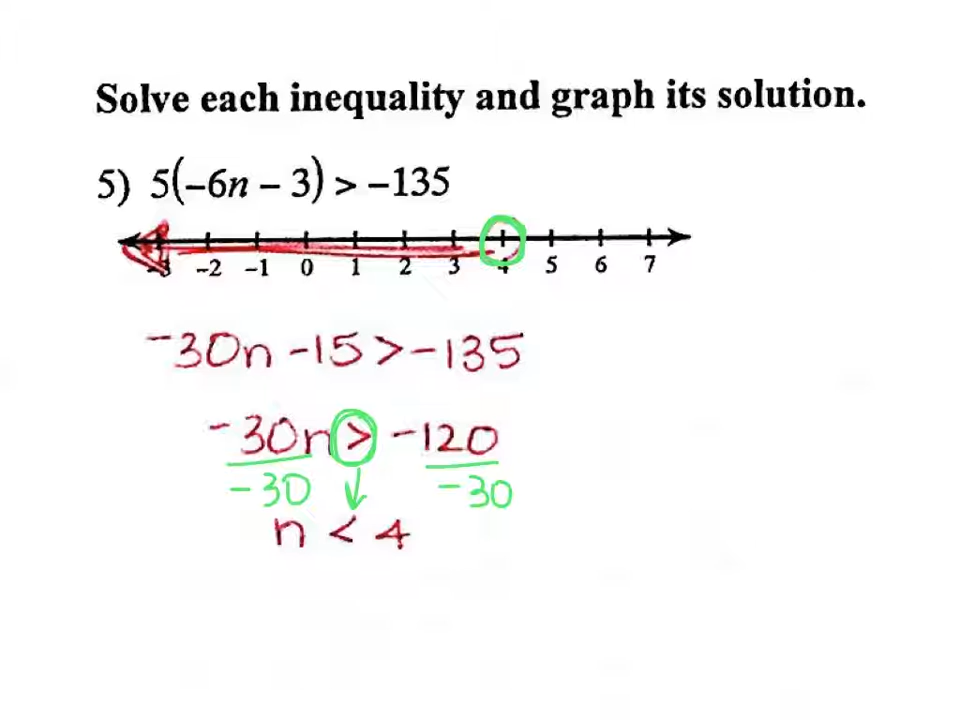 Solve each inequality and graph its solution.
5) 5(-6n - 3) > -135
-3 -2 -1 0 1 2 3 4 5 6 7
-30n -15 > -135
-30n > -120
-30 -30
n < 4